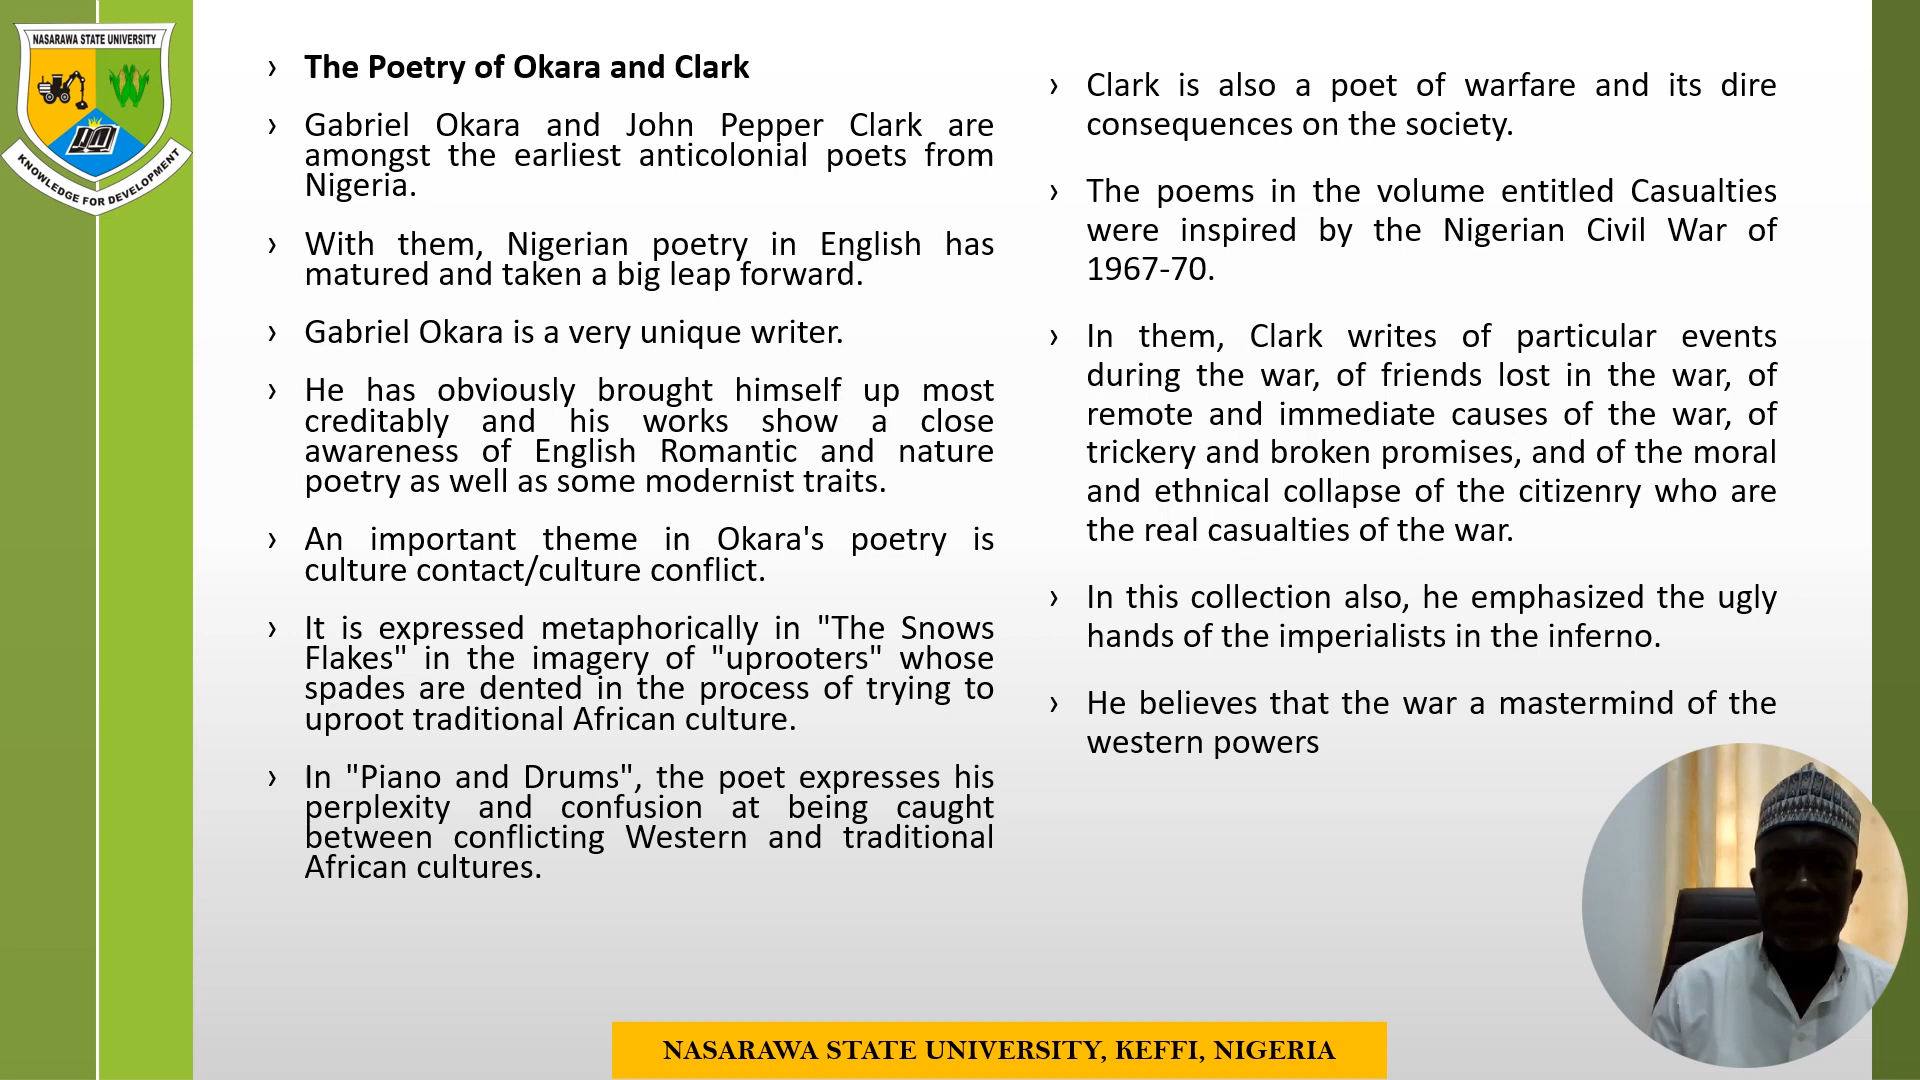 NASARAWA STATE UNIVERSITY
KNOWLEDGE FOR DEVELOPMENT
› The Poetry of Okara and Clark
› Gabriel Okara and John Pepper Clark are
amongst the earliest anticolonial poets from
Nigeria.
› With them, Nigerian poetry in English has
matured and taken a big leap forward.
› Gabriel Okara is a very unique writer.
› He has obviously brought himself up most
creditably and his works show a close
awareness of English Romantic and nature
poetry as well as some modernist traits.
› An important theme in Okara's poetry is
culture contact/culture conflict.
› It is expressed metaphorically in "The Snows
Flakes" in the imagery of "uprooters" whose
spades are dented in the process of trying to
uproot traditional African culture.
› In "Piano and Drums", the poet expresses his
perplexity and confusion at being caught
between conflicting Western and traditional
African cultures.
› Clark is also a poet of warfare and its dire
consequences on the society.
› The poems in the volume entitled Casualties
were inspired by the Nigerian Civil War of
1967-70.
› In them, Clark writes of particular events
during the war, of friends lost in the war, of
remote and immediate causes of the war, of
trickery and broken promises, and of the moral
and ethnical collapse of the citizenry who are
the real casualties of the war.
› In this collection also, he emphasized the ugly
hands of the imperialists in the inferno.
› He believes that the war a mastermind of the
western powers
NASARAWA STATE UNIVERSITY, KEFFI, NIGERIA